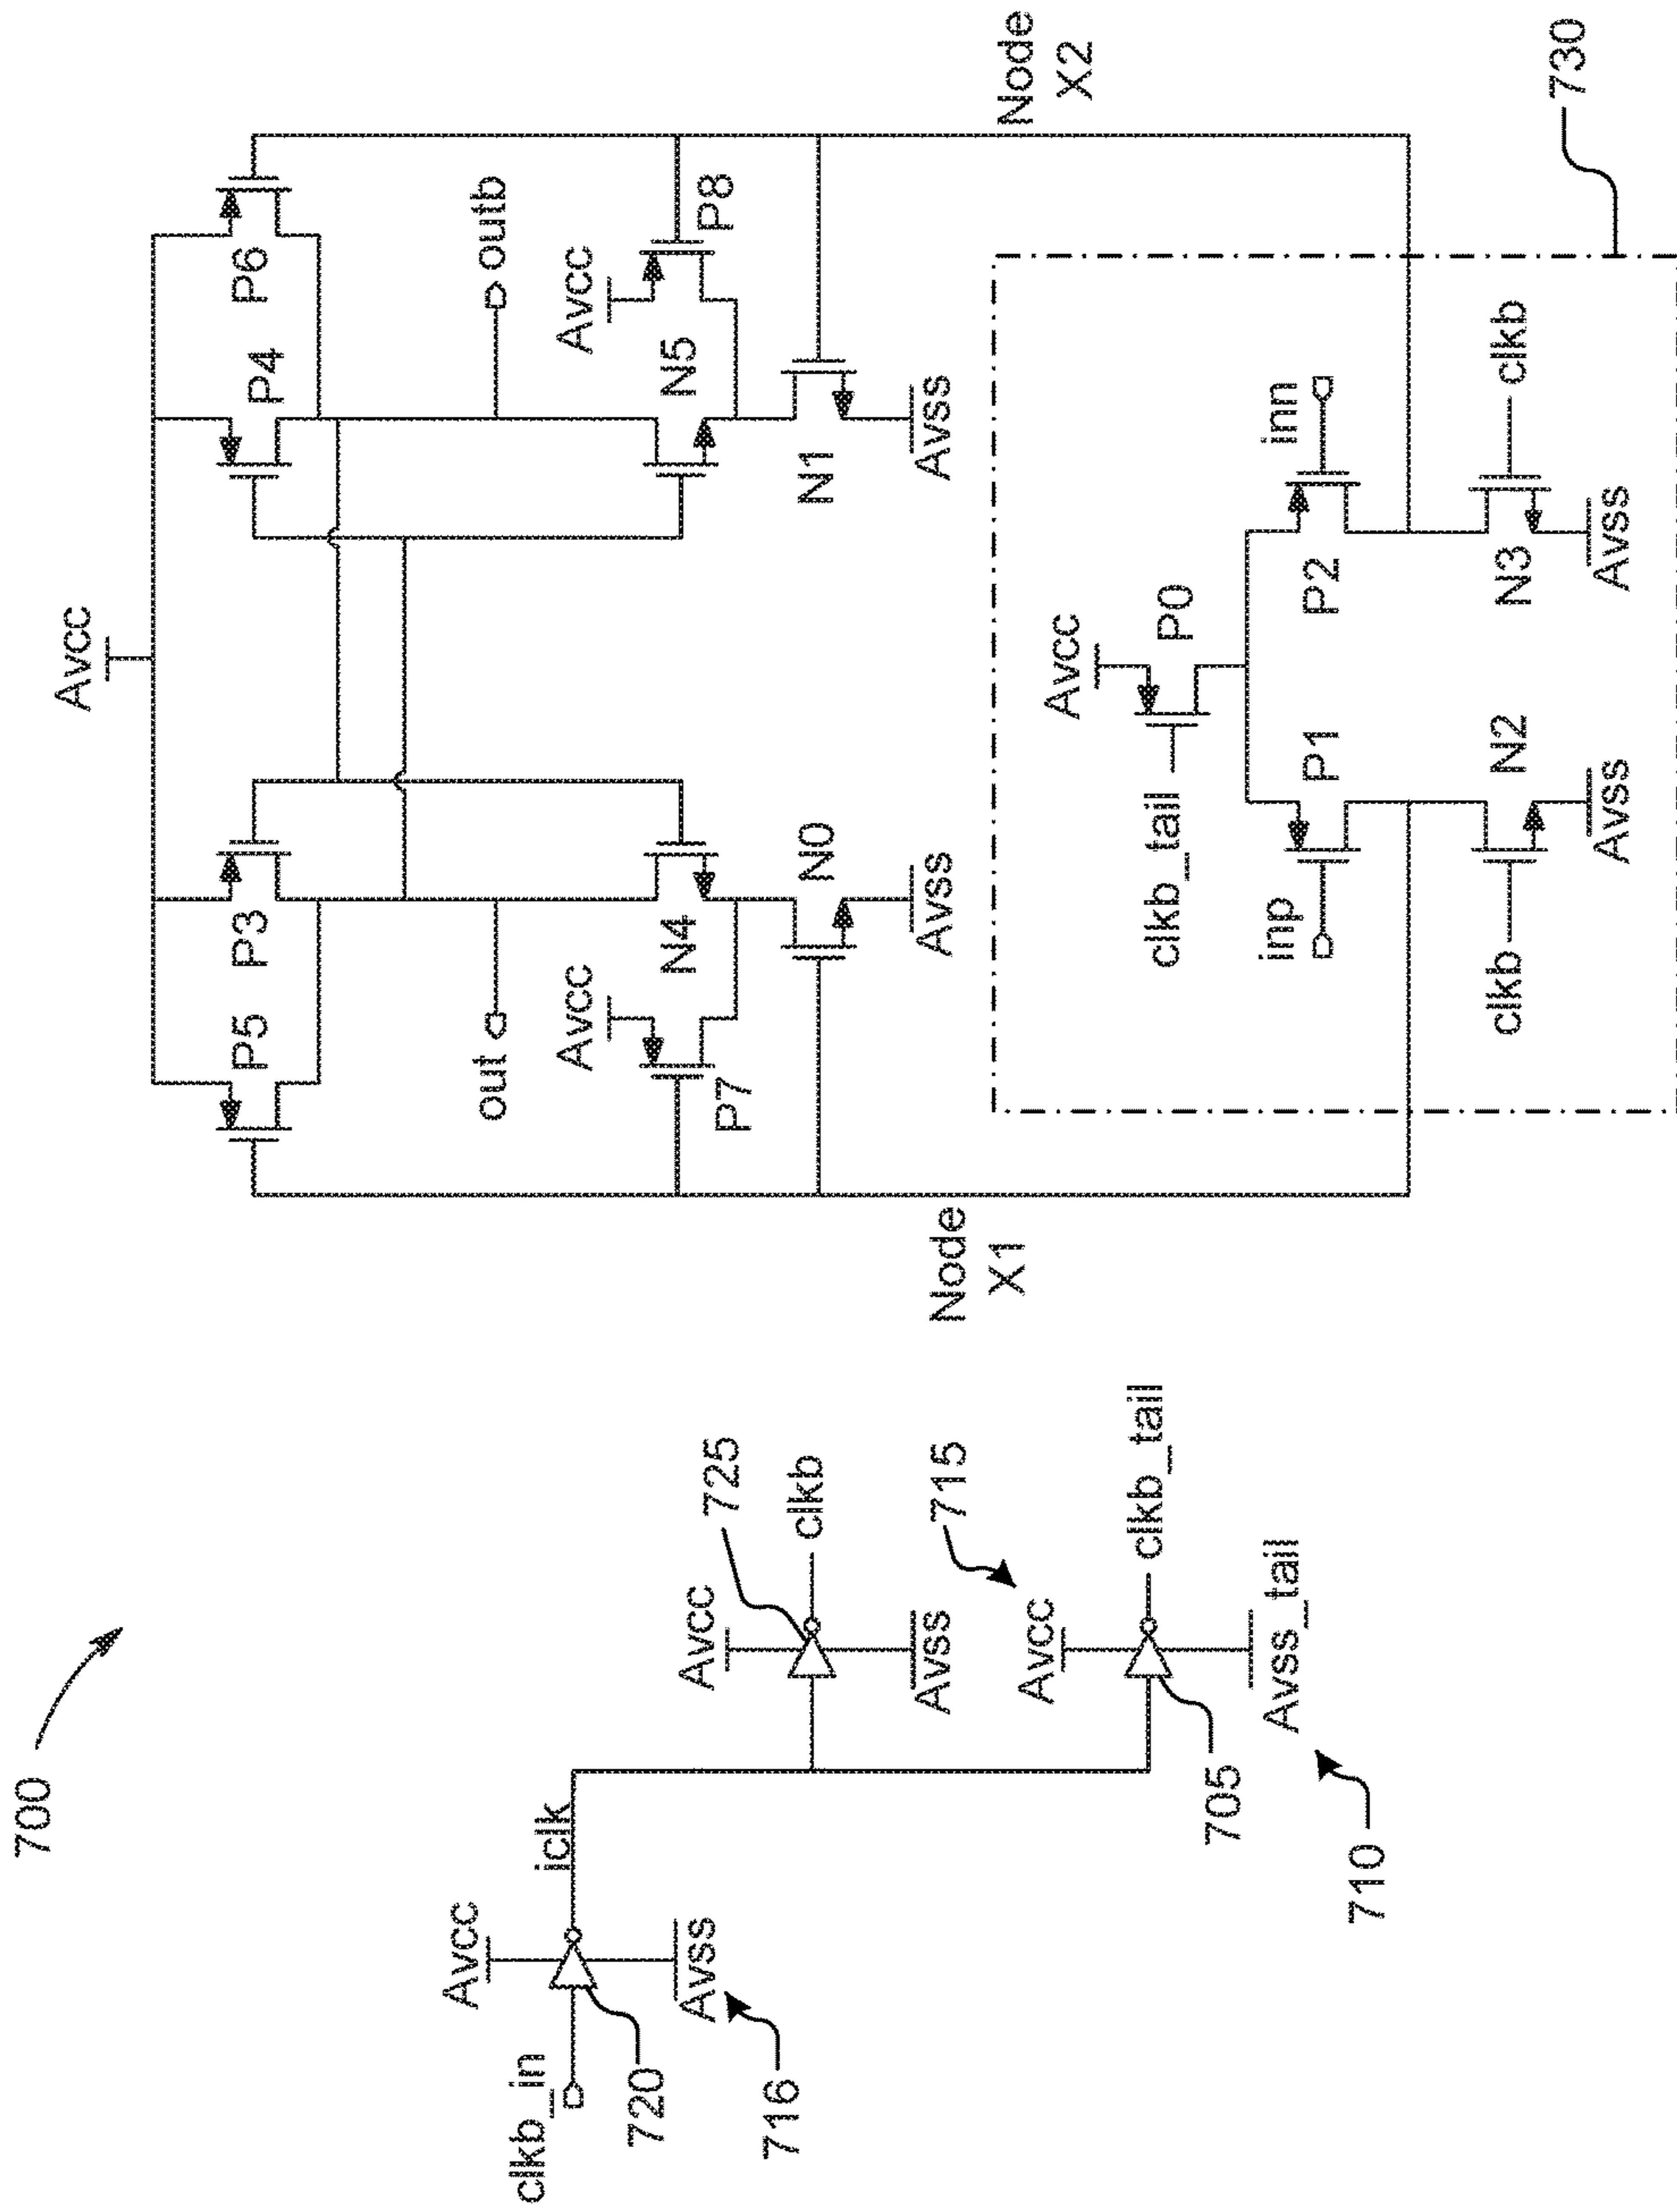 700
clkb_in
720
Avcc
Avss
716
iclk
Avcc
725
clkb
Avss
715
Avcc
clkb_tail
705
Avss_tail
710
Avcc
P5
P3
P4
P6
out
outb
Avcc
P7
N4
N5
Avcc
P8
N0
N1
Avss
Avss
Node
X1
Node
X2
Avcc
clkb_tail
P0
inp
P1
P2
inn
clkb
N2
N3
clkb
Avss
Avss
730